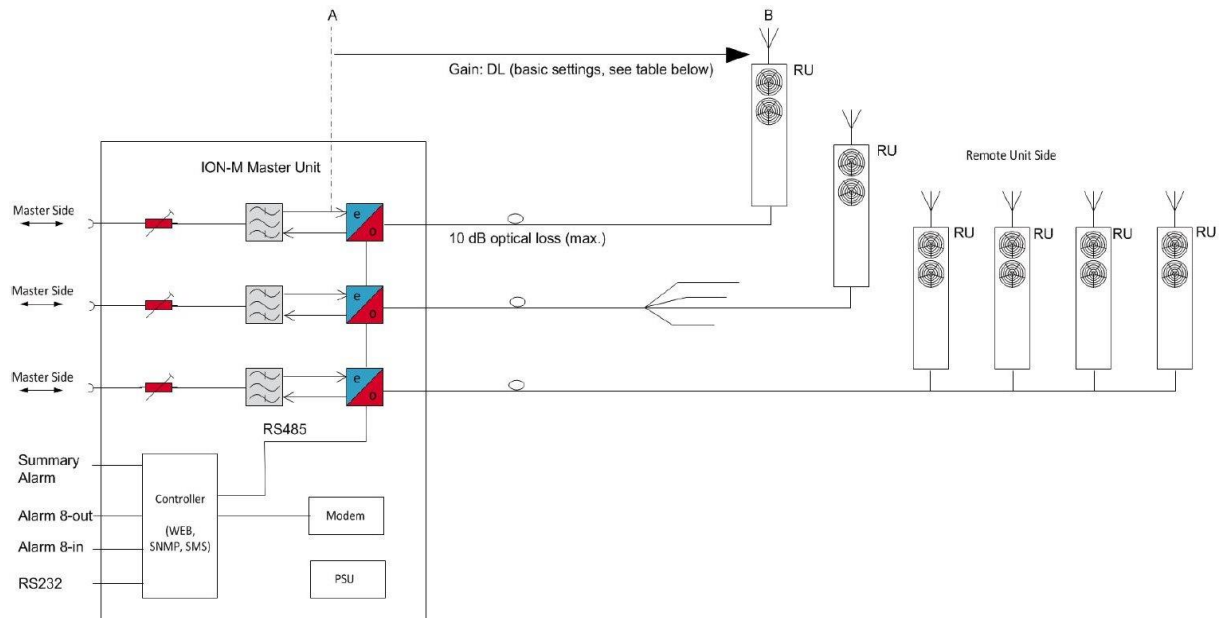 A
B
Gain: DL (basic settings, see table below)
RU
RU
Remote Unit Side
ION-M Master Unit
Master Side
e
o
10 dB optical loss (max.)
RU
RU
RU
RU
Master Side
e
o
Master Side
e
o
RS485
Summary
Alarm
Controller
Alarm 8-out
Modem
(WEB,
SNMP, SMS)
Alarm 8-in
RS232
PSU